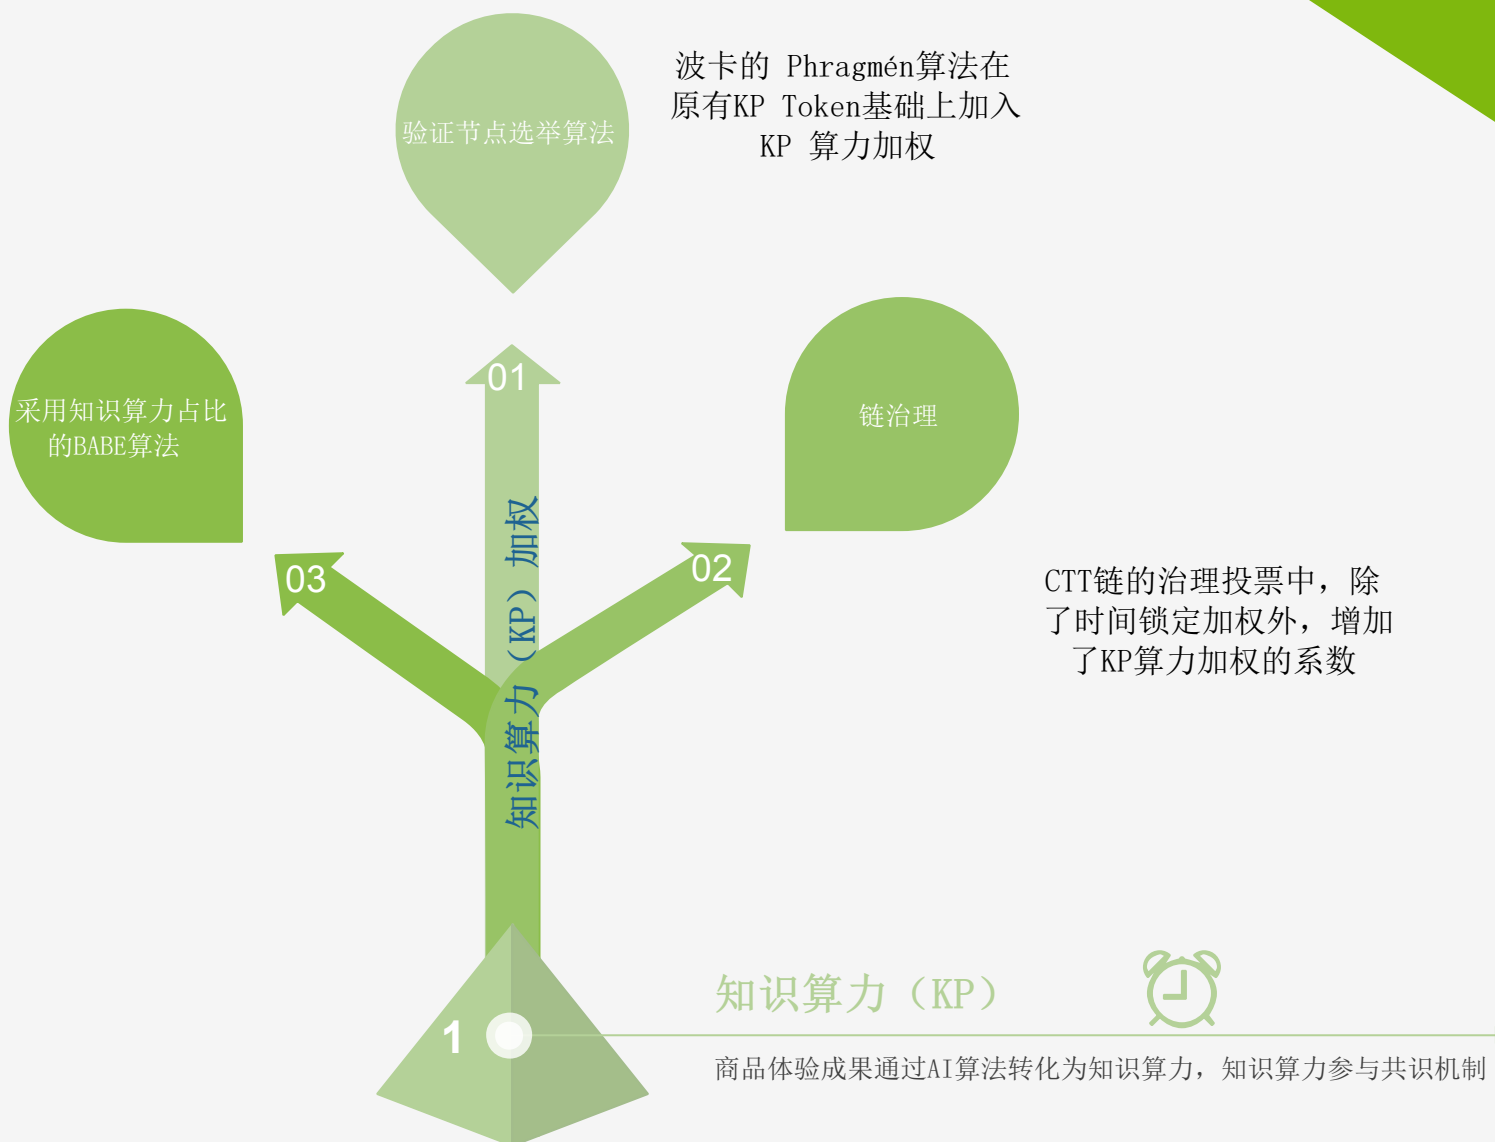 波卡的 Phragmén算法在
原有KP Token基础上加入
KP 算力加权
验证节点选举算法
01
采用知识算力占比
的BABE算法
链治理
03
02
知识算力（KP）加权
CTT链的治理投票中，除
了时间锁定加权外，增加
了KP算力加权的系数
1
知识算力（KP）
商品体验成果通过AI算法转化为知识算力，知识算力参与共识机制